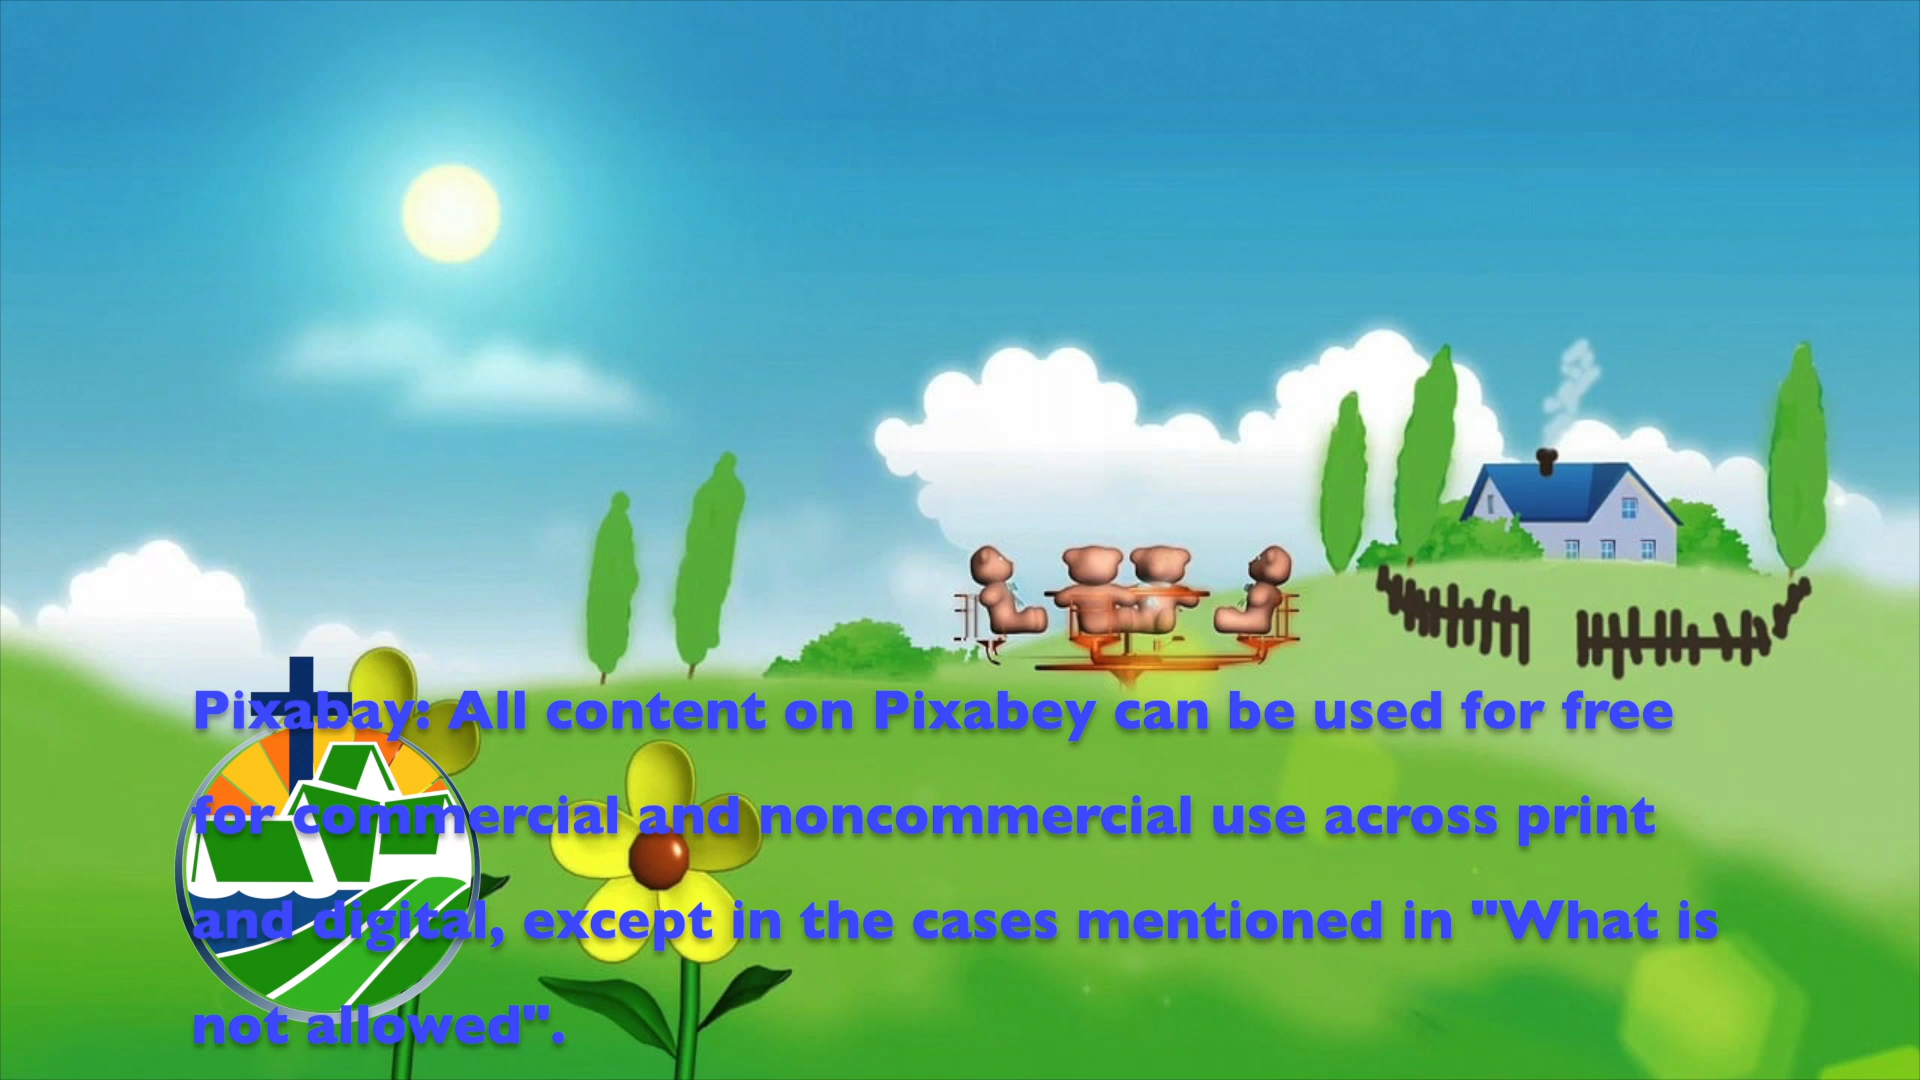 Pixabay: All content on Pixabey can be used for free
for commercial and noncommercial use across print
and digital, except in the cases mentioned in "What is
not allowed".